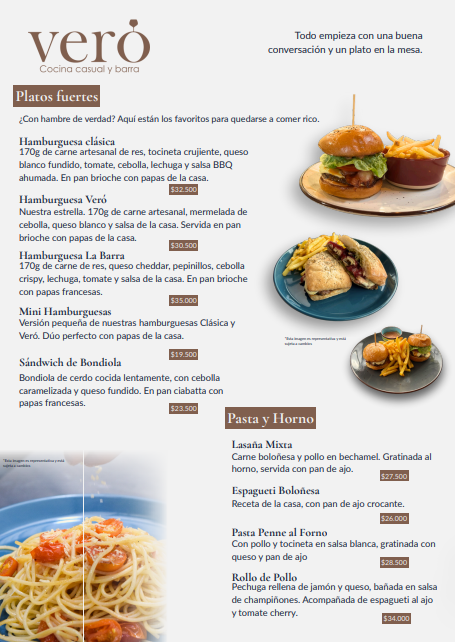 veró
Cocina casual y barra
Todo empieza con una buena
conversación y un plato en la mesa.
Platos fuertes
¿Con hambre de verdad? Aquí están los favoritos para quedarse a comer rico.
Hamburguesa clásica
170g de carne artesanal de res, tocineta crujiente, queso
blanco fundido, tomate, cebolla, lechuga y salsa BBQ
ahumada. En pan brioche con papas de la casa.
$32.500
Hamburguesa Veró
Nuestra estrella. 170g de carne artesanal, mermelada de
cebolla, queso blanco y salsa de la casa. Servida en pan
brioche con papas de la casa.
$30.500
Hamburguesa La Barra
170g de carne de res, queso cheddar, pepinillos, cebolla
crispy, lechuga, tomate y salsa de la casa. En pan brioche
con papas francesas.
$35.000
Mini Hamburguesas
Versión pequeña de nuestras hamburguesas Clásica y
Veró. Dúo perfecto con papas de la casa.
$19.500
Sándwich de Bondiola
Bondiola de cerdo cocida lentamente, con cebolla
caramelizada y queso fundido. En pan ciabatta con
papas francesas.
$23.500
*Esta imagen es representativa y está
sujeta a cambios
Pasta y Horno
Lasaña Mixta
Carne boloñesa y pollo en bechamel. Gratinada al
horno, servida con pan de ajo.
$27.500
Espagueti Boloñesa
Receta de la casa, con pan de ajo crocante.
$26.000
Pasta Penne al Forno
Con pollo y tocineta en salsa blanca, gratinada con
queso y pan de ajo
$28.500
Rollo de Pollo
Pechuga rellena de jamón y queso, bañada en salsa
de champiñones. Acompañada de espagueti al ajo
y tomate cherry.
$34.000
*Esta imagen es representativa y está
sujeta a cambios